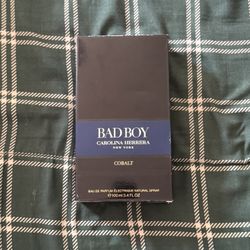 BAD BOY
CAROLINA HERRERA
NEW YORK
COBALT
EAU DE PARFUM ÉLECTRIQUE NATURAL SPRAY
100 ml 3.4 FL.OZ